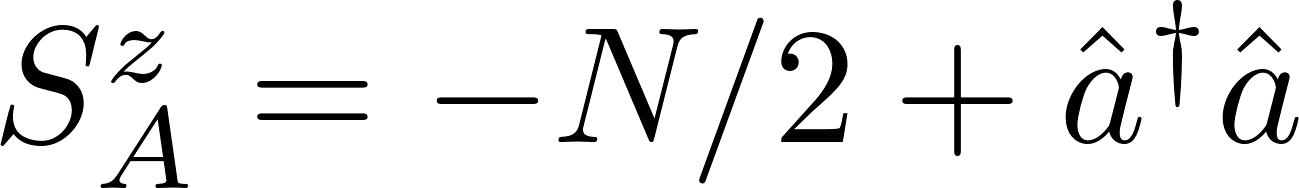 $S_A^z = -N/2 + \hat{a}^\dagger \hat{a}$